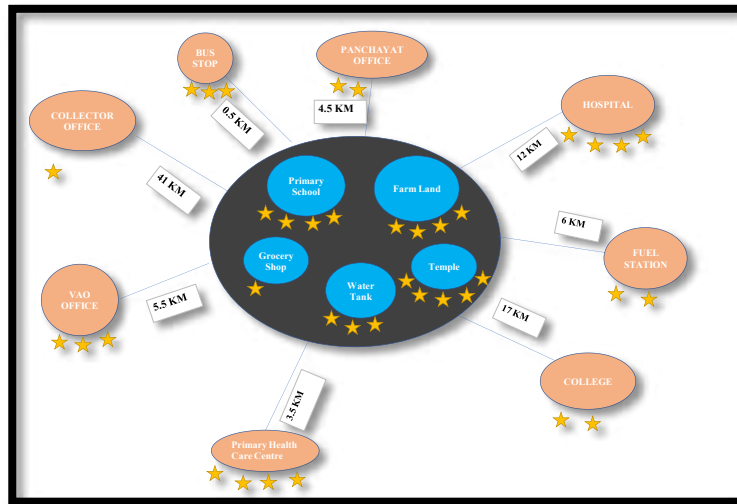 BUS
STOP
PANCHAYAT
OFFICE
COLLECTOR
OFFICE
HOSPITAL
0.5 KM
4.5 KM
12 KM
41 KM
Primary
School
Farm Land
6 KM
FUEL
STATION
Grocery
Shop
Temple
Water
Tank
VAO
OFFICE
5.5 KM
17 KM
COLLEGE
3.5 KM
Primary Health
Care Centre